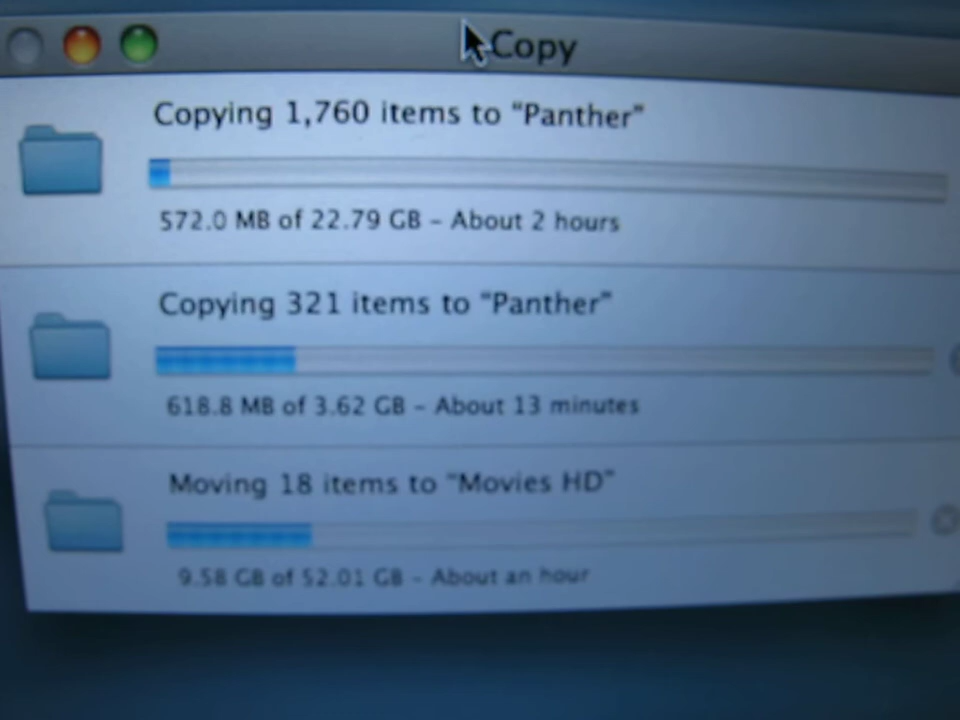 Copy
Copying 1,760 items to “Panther”
572.0 MB of 22.79 GB – About 2 hours
Copying 321 items to “Panther”
618.8 MB of 3.62 GB – About 13 minutes
Moving 18 items to “Movies HD”
9.58 GB of 52.01 GB – About an hour